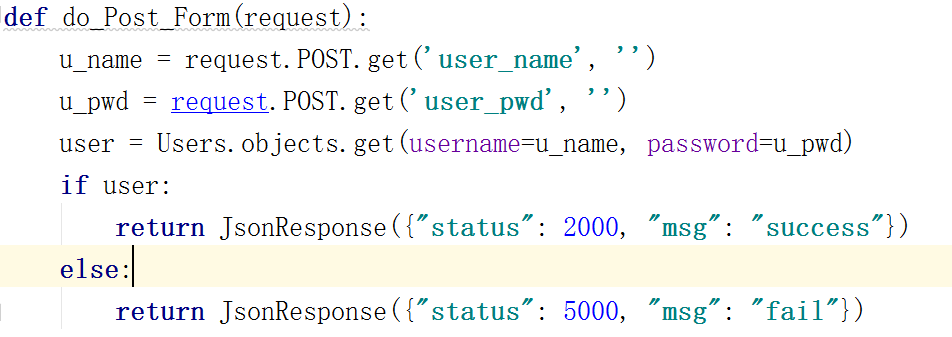 def do_Post_Form(request):
    u_name = request.POST.get('user_name', '')
    u_pwd = request.POST.get('user_pwd', '')
    user = Users.objects.get(username=u_name, password=u_pwd)
    if user:
        return JsonResponse({"status": 2000, "msg": "success"})
    else:
        return JsonResponse({"status": 5000, "msg": "fail"})